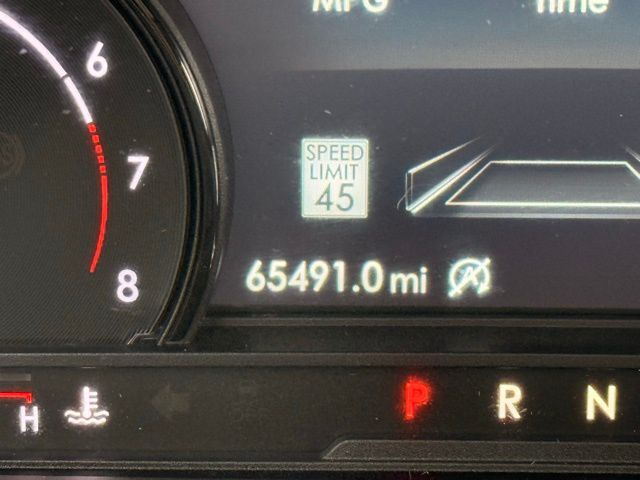 MPG Time
6
7
8
SPEED
LIMIT
45
65491.0 mi
H P R N